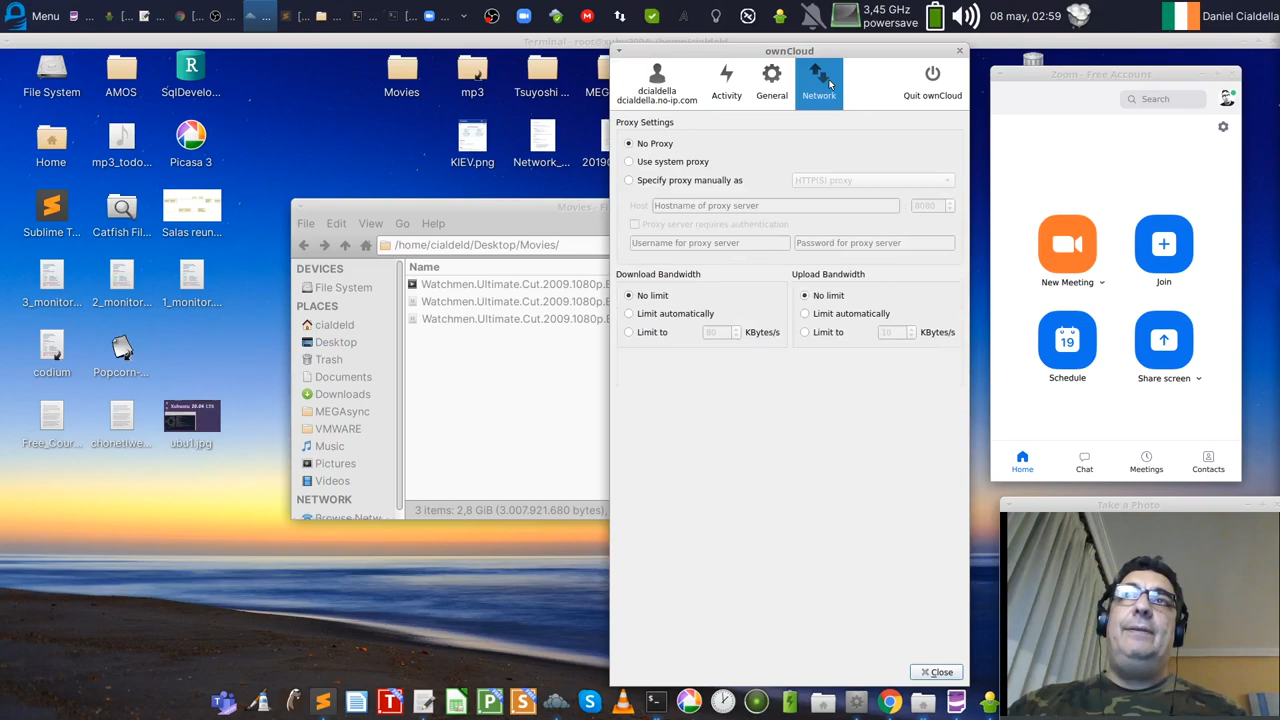 Menu
3,45 GHz
powersave
08 may, 02:59
Daniel Cialdella
File System
AMOS
SqlDevelo...
Home
mp3_todo...
Picasa 3
Sublime T...
Catfish Fil...
Salas reun...
3_monitor...
2_monitor...
1_monitor...
codium
Popcorn-...
Free_Cour...
chonetiwe...
ubu1.jpg
Movies
mp3
Tsuyoshi ...
KIEV.png
Network_...
File
Edit
View
Go
Help
/home/cialdeld/Desktop/Movies/
DEVICES
File System
PLACES
cialdeld
Desktop
Trash
Documents
Downloads
MEGAsync
VMWARE
Music
Pictures
Videos
NETWORK
Browse Netw...
Name
Watchmen.Ultimate.Cut.2009.1080p.
Watchmen.Ultimate.Cut.2009.1080p.
Watchmen.Ultimate.Cut.2009.1080p.
3 items: 2,8 GiB (3.007.921.680 bytes),
ownCloud
dcialdella
dcialdella.no-ip.com
Activity
General
Network
Quit ownCloud
Proxy Settings
No Proxy
Use system proxy
Specify proxy manually as
HTTP(S) proxy
Host
Hostname of proxy server
:
8080
Proxy server requires authentication
Username for proxy server
Password for proxy server
Download Bandwidth
No limit
Limit automatically
Limit to
80
KBytes/s
Upload Bandwidth
No limit
Limit automatically
Limit to
10
KBytes/s
Close
Zoom - Free Account
Search
New Meeting
Join
19
Schedule
Share screen
Home
Chat
Meetings
Contacts
Take a Photo